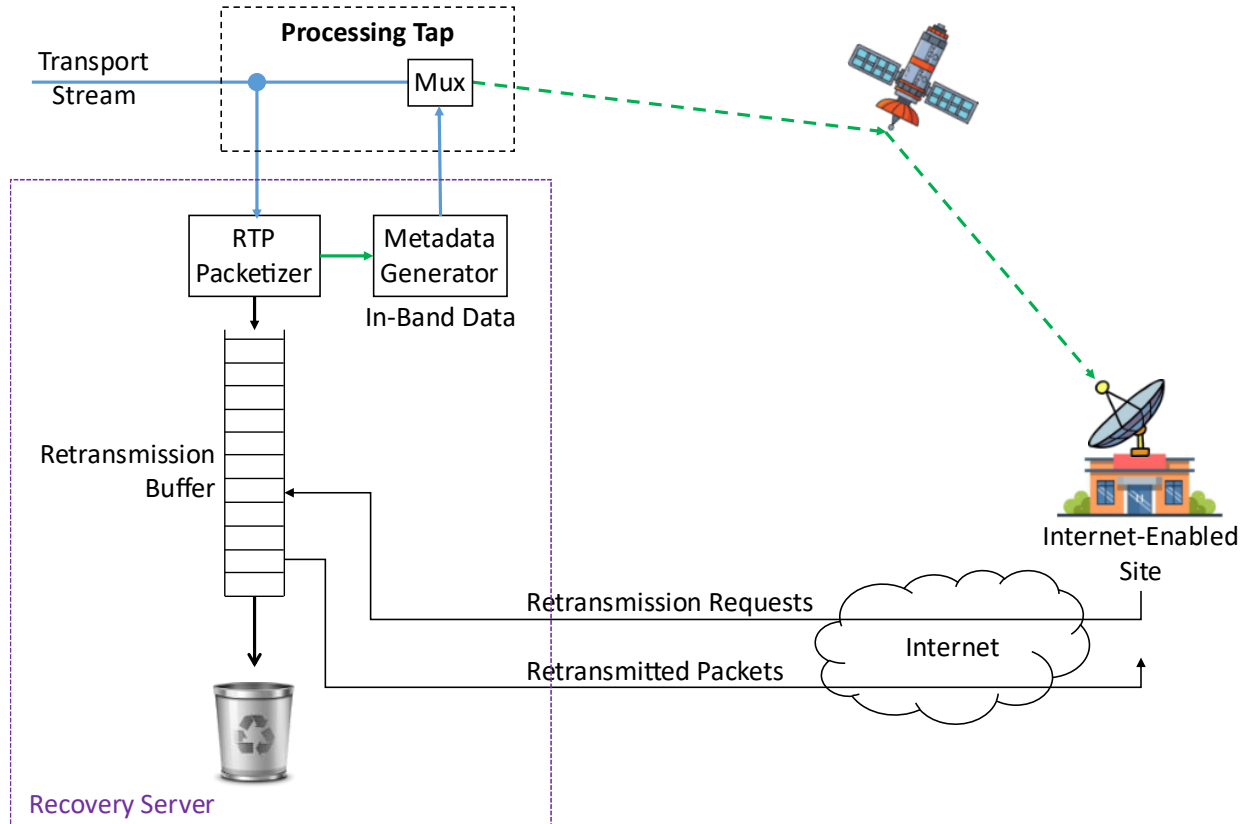 Processing Tap
Transport
Stream
Mux
RTP
Packetizer
Metadata
Generator
In-Band Data
Retransmission
Buffer
Internet-Enabled
Site
Retransmission Requests
Internet
Retransmitted Packets
Recovery Server